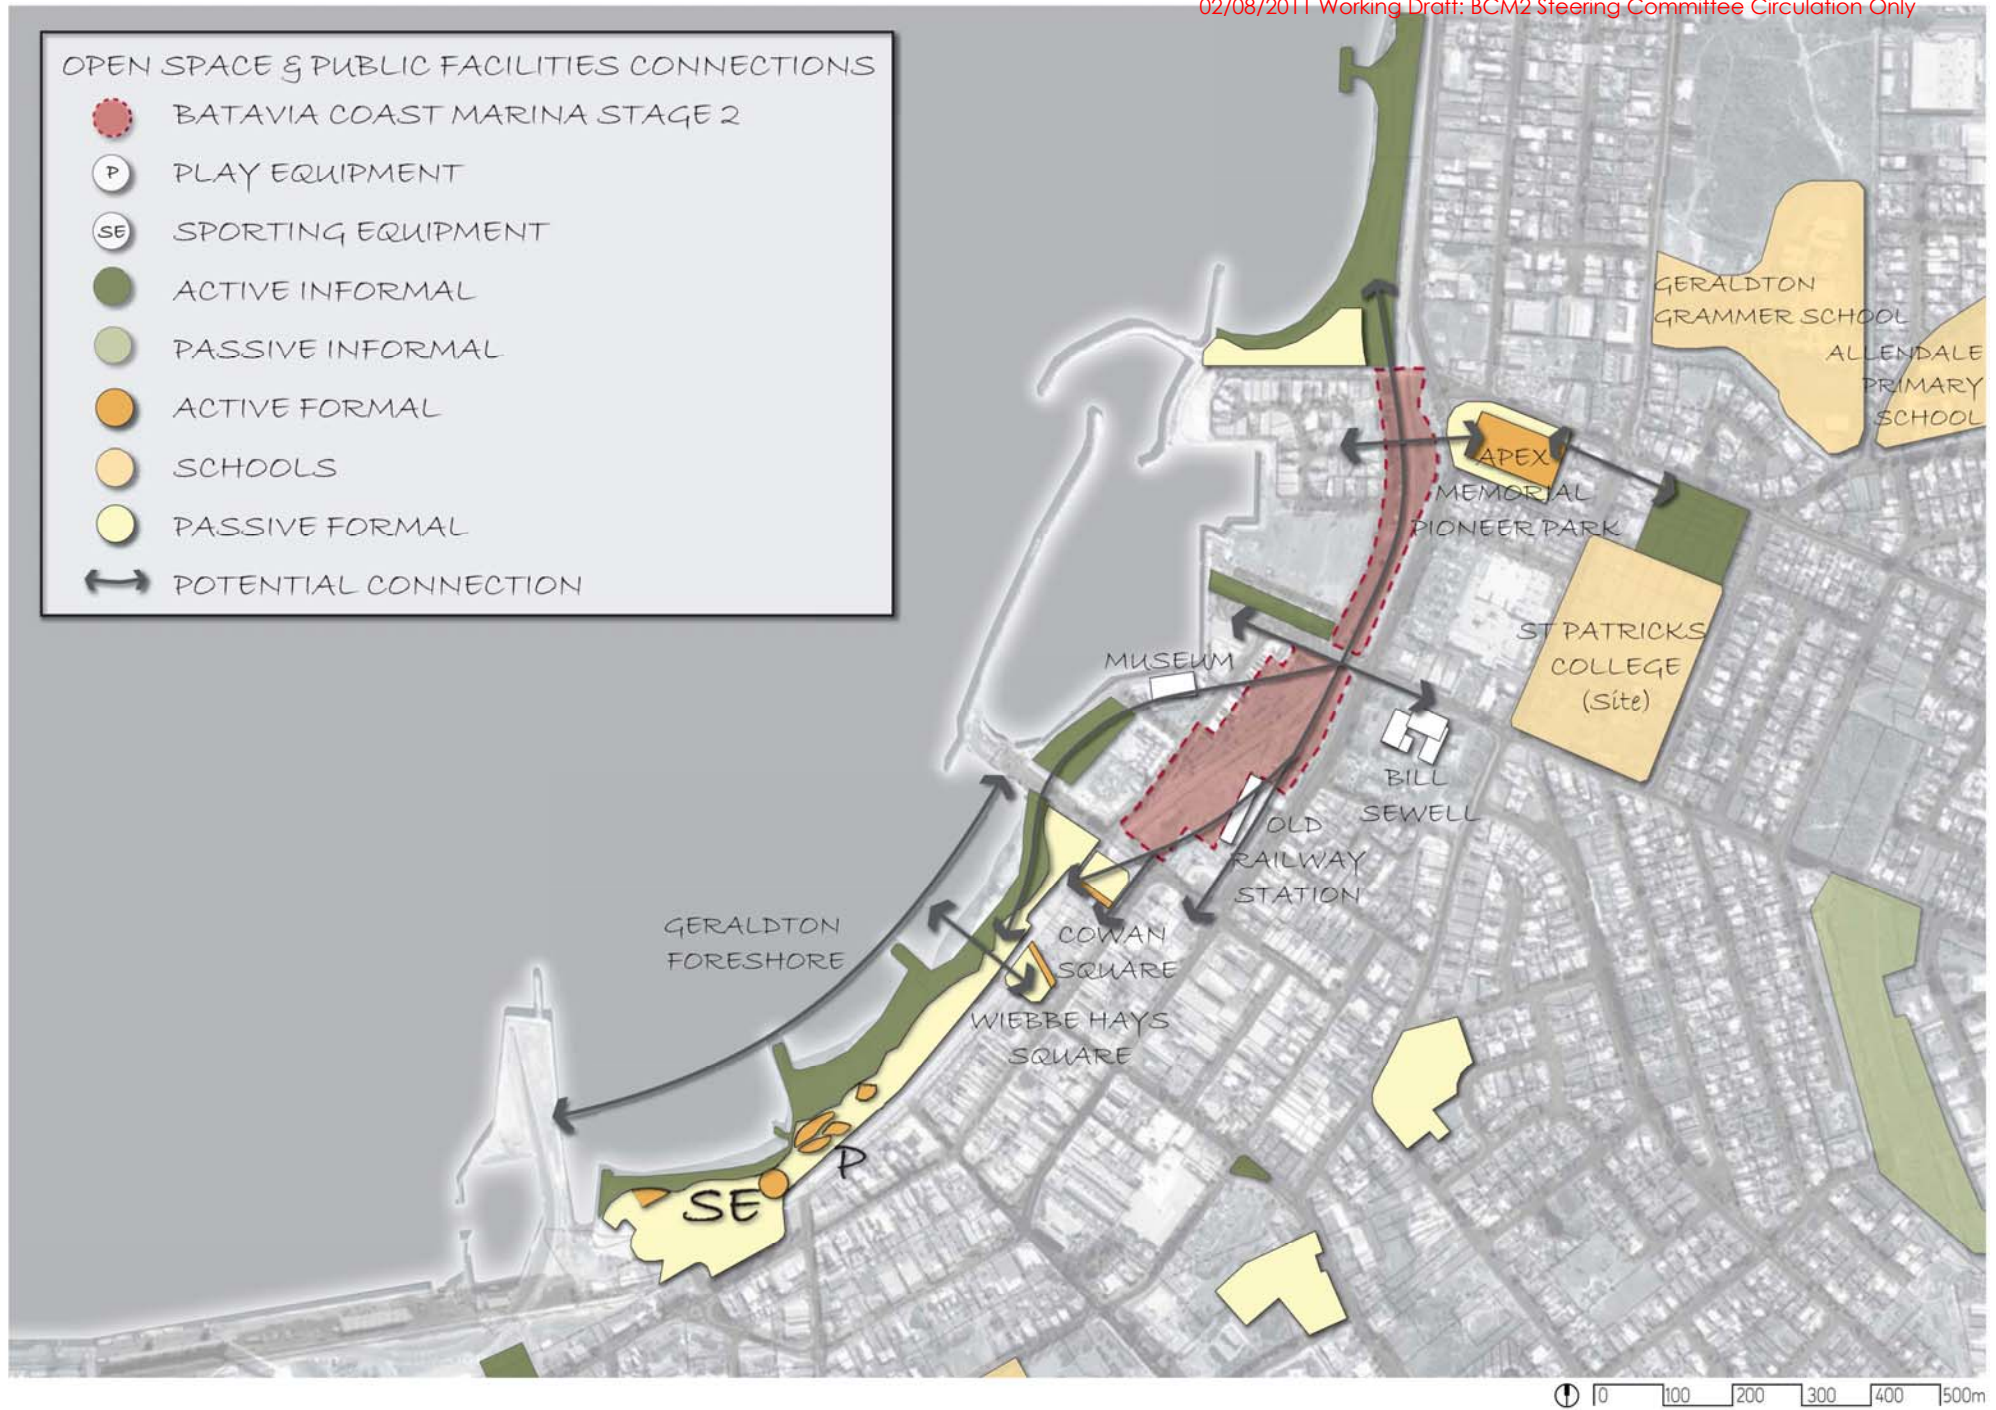 02/08/2011 Working Draft: BCM2 Steering Committee Circulation Only
OPEN SPACE & PUBLIC FACILITIES CONNECTIONS
BATAVIA COAST MARINA STAGE 2
P
PLAY EQUIPMENT
SE
SPORTING EQUIPMENT
ACTIVE INFORMAL
PASSIVE INFORMAL
ACTIVE FORMAL
SCHOOLS
PASSIVE FORMAL
POTENTIAL CONNECTION
GERALDTON
GRAMMER SCHOOL
ALLENDALE
PRIMARY
SCHOOL
APEX
MEMORIAL
PIONEER PARK
ST PATRICKS
COLLEGE
(Site)
MUSEUM
BILL
SEWELL
OLD
RAILWAY
STATION
GERALDTON
FORESHORE
COWAN
SQUARE
WIEBBE HAYS
SQUARE
P
SE
0 100 200 300 400 500m